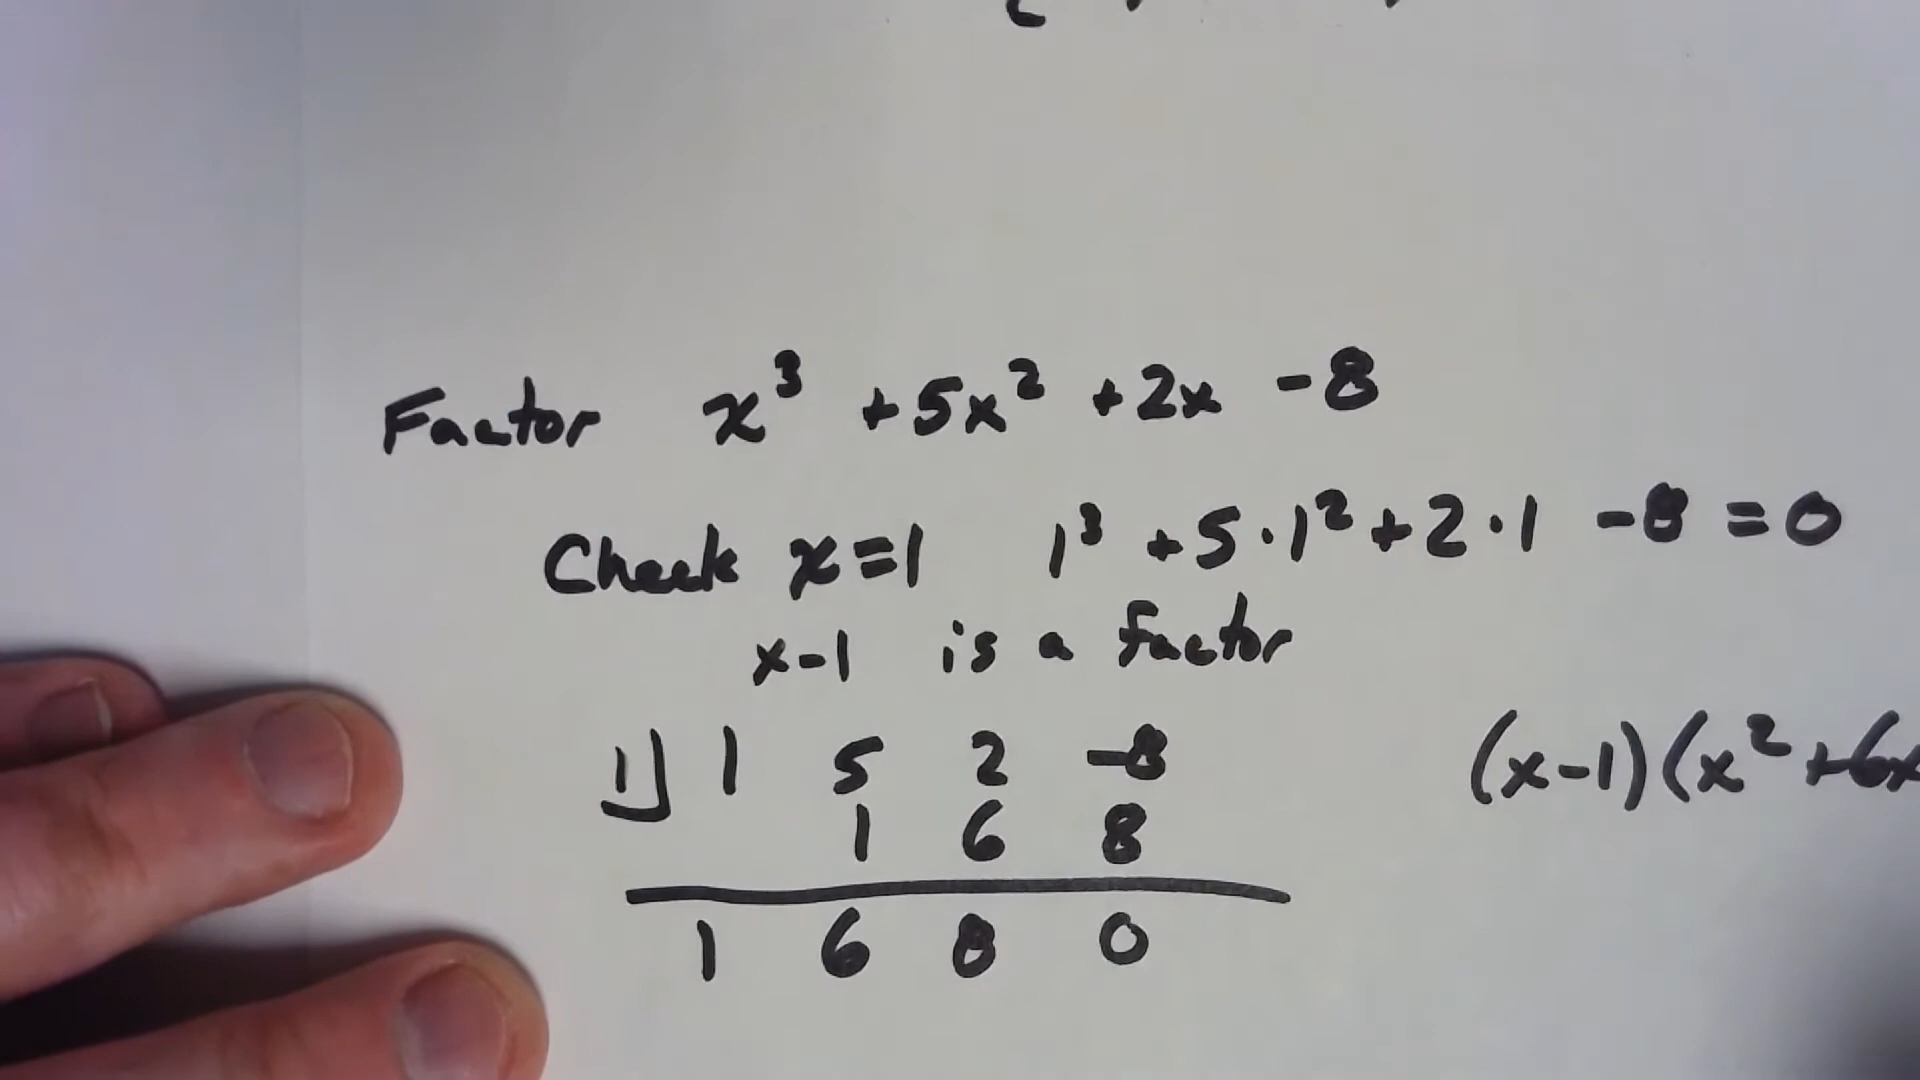 Factor x³ +5x² +2x -8
Check x=1 1³ +5·1²+2·1 -8 =0
x-1 is a factor
1 1 5 2 -8 (x-1)(x²+6x
1 6 8
1 6 8 0